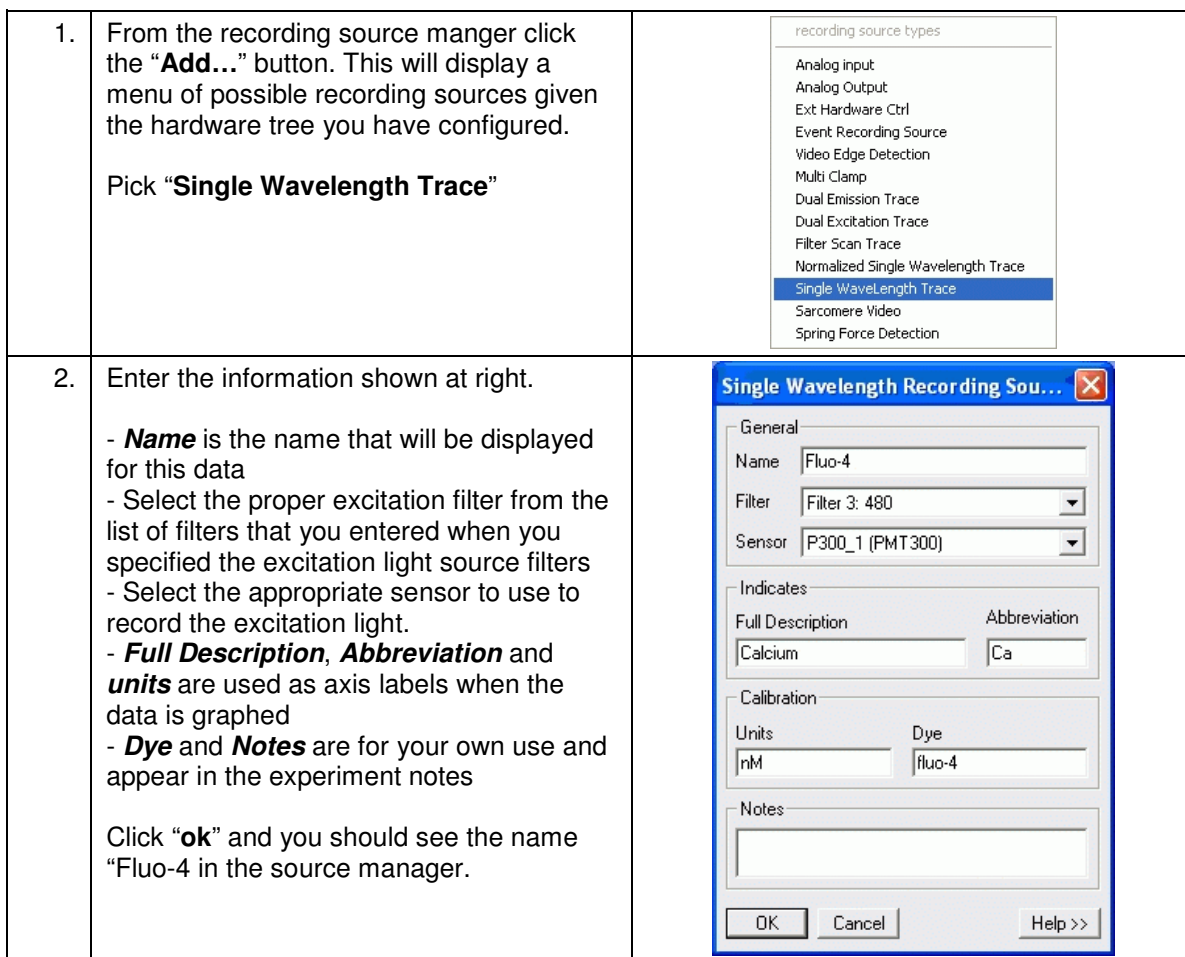 1.
From the recording source manger click
the “Add…” button. This will display a
menu of possible recording sources given
the hardware tree you have configured.
Pick “Single Wavelength Trace”
recording source types
Analog input
Analog Output
Ext Hardware Ctrl
Event Recording Source
Video Edge Detection
Multi Clamp
Dual Emission Trace
Dual Excitation Trace
Filter Scan Trace
Normalized Single Wavelength Trace
Single WaveLength Trace
Sarcomere Video
Spring Force Detection
2.
Enter the information shown at right.
- Name is the name that will be displayed
for this data
- Select the proper excitation filter from the
list of filters that you entered when you
specified the excitation light source filters
- Select the appropriate sensor to use to
record the excitation light.
- Full Description, Abbreviation and
units are used as axis labels when the
data is graphed
- Dye and Notes are for your own use and
appear in the experiment notes
Click “ok” and you should see the name
“Fluo-4 in the source manager.
Single Wavelength Recording Sou...
General
Name Fluo-4
Filter Filter 3: 480
Sensor P300_1 (PMT300)
Indicates
Full Description Abbreviation
Calcium Ca
Calibration
Units Dye
nM fluo-4
Notes
OK Cancel Help >>